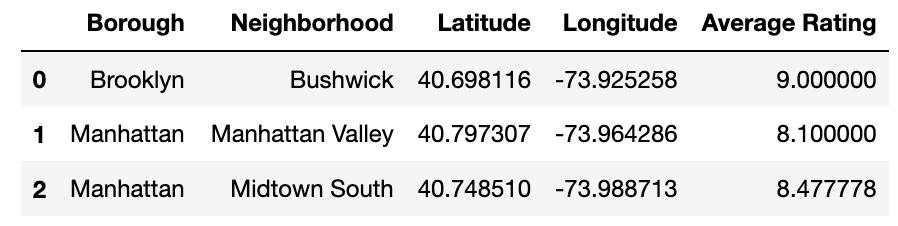 Borough Neighborhood Latitude Longitude Average Rating
0 Brooklyn Bushwick 40.698116 -73.925258 9.000000
1 Manhattan Manhattan Valley 40.797307 -73.964286 8.100000
2 Manhattan Midtown South 40.748510 -73.988713 8.477778